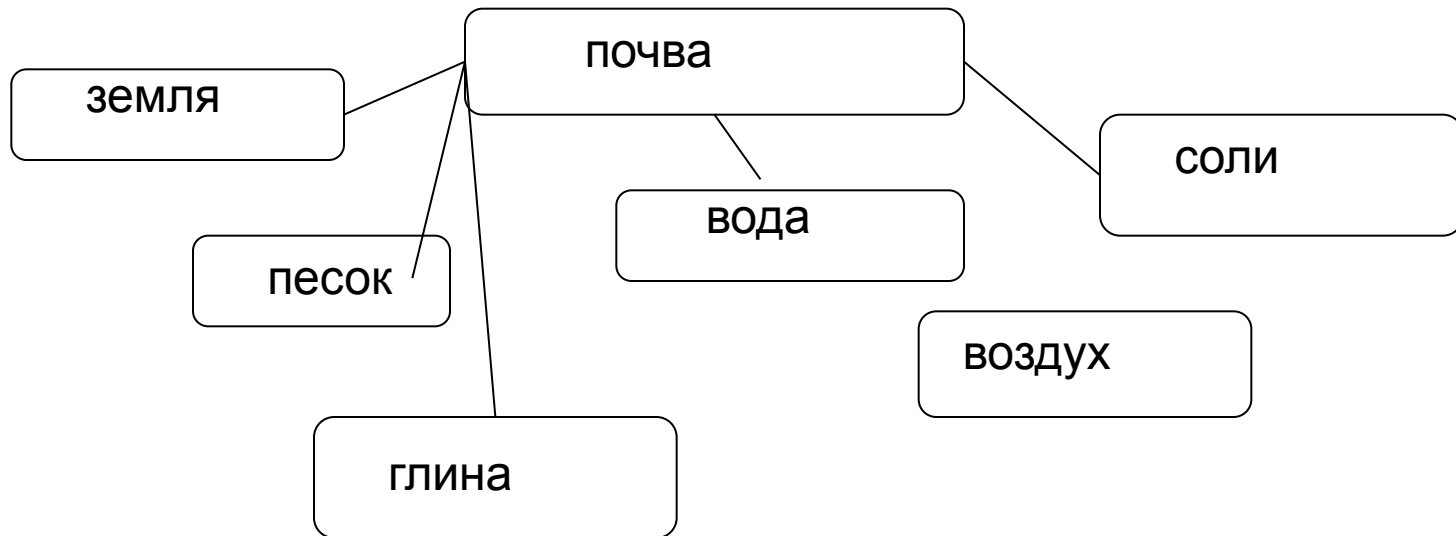 почва
земля
соли
вода
песок
воздух
глина